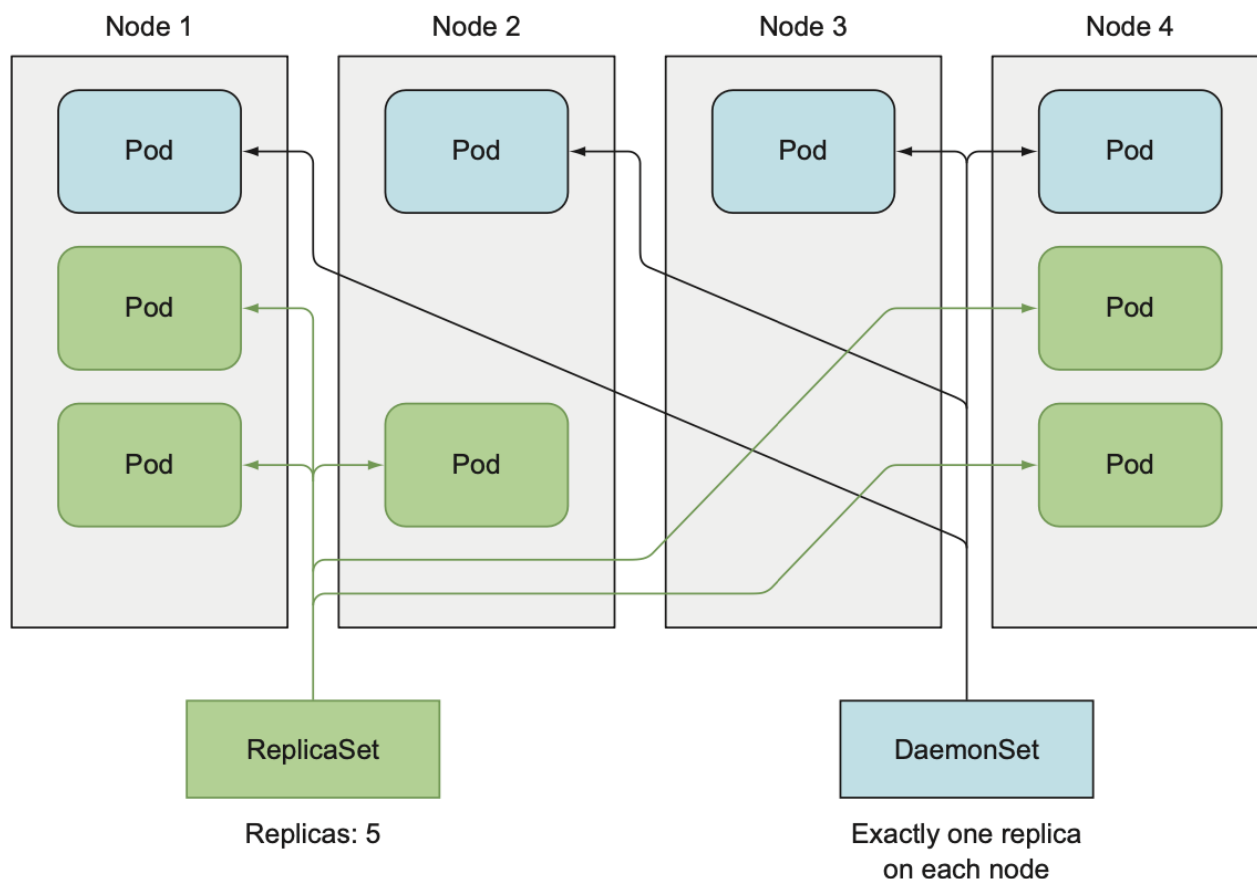 Node 1
Node 2
Node 3
Node 4
Pod
Pod
Pod
Pod
Pod
Pod
Pod
Pod
Pod
ReplicaSet
DaemonSet
Replicas: 5
Exactly one replica
on each node